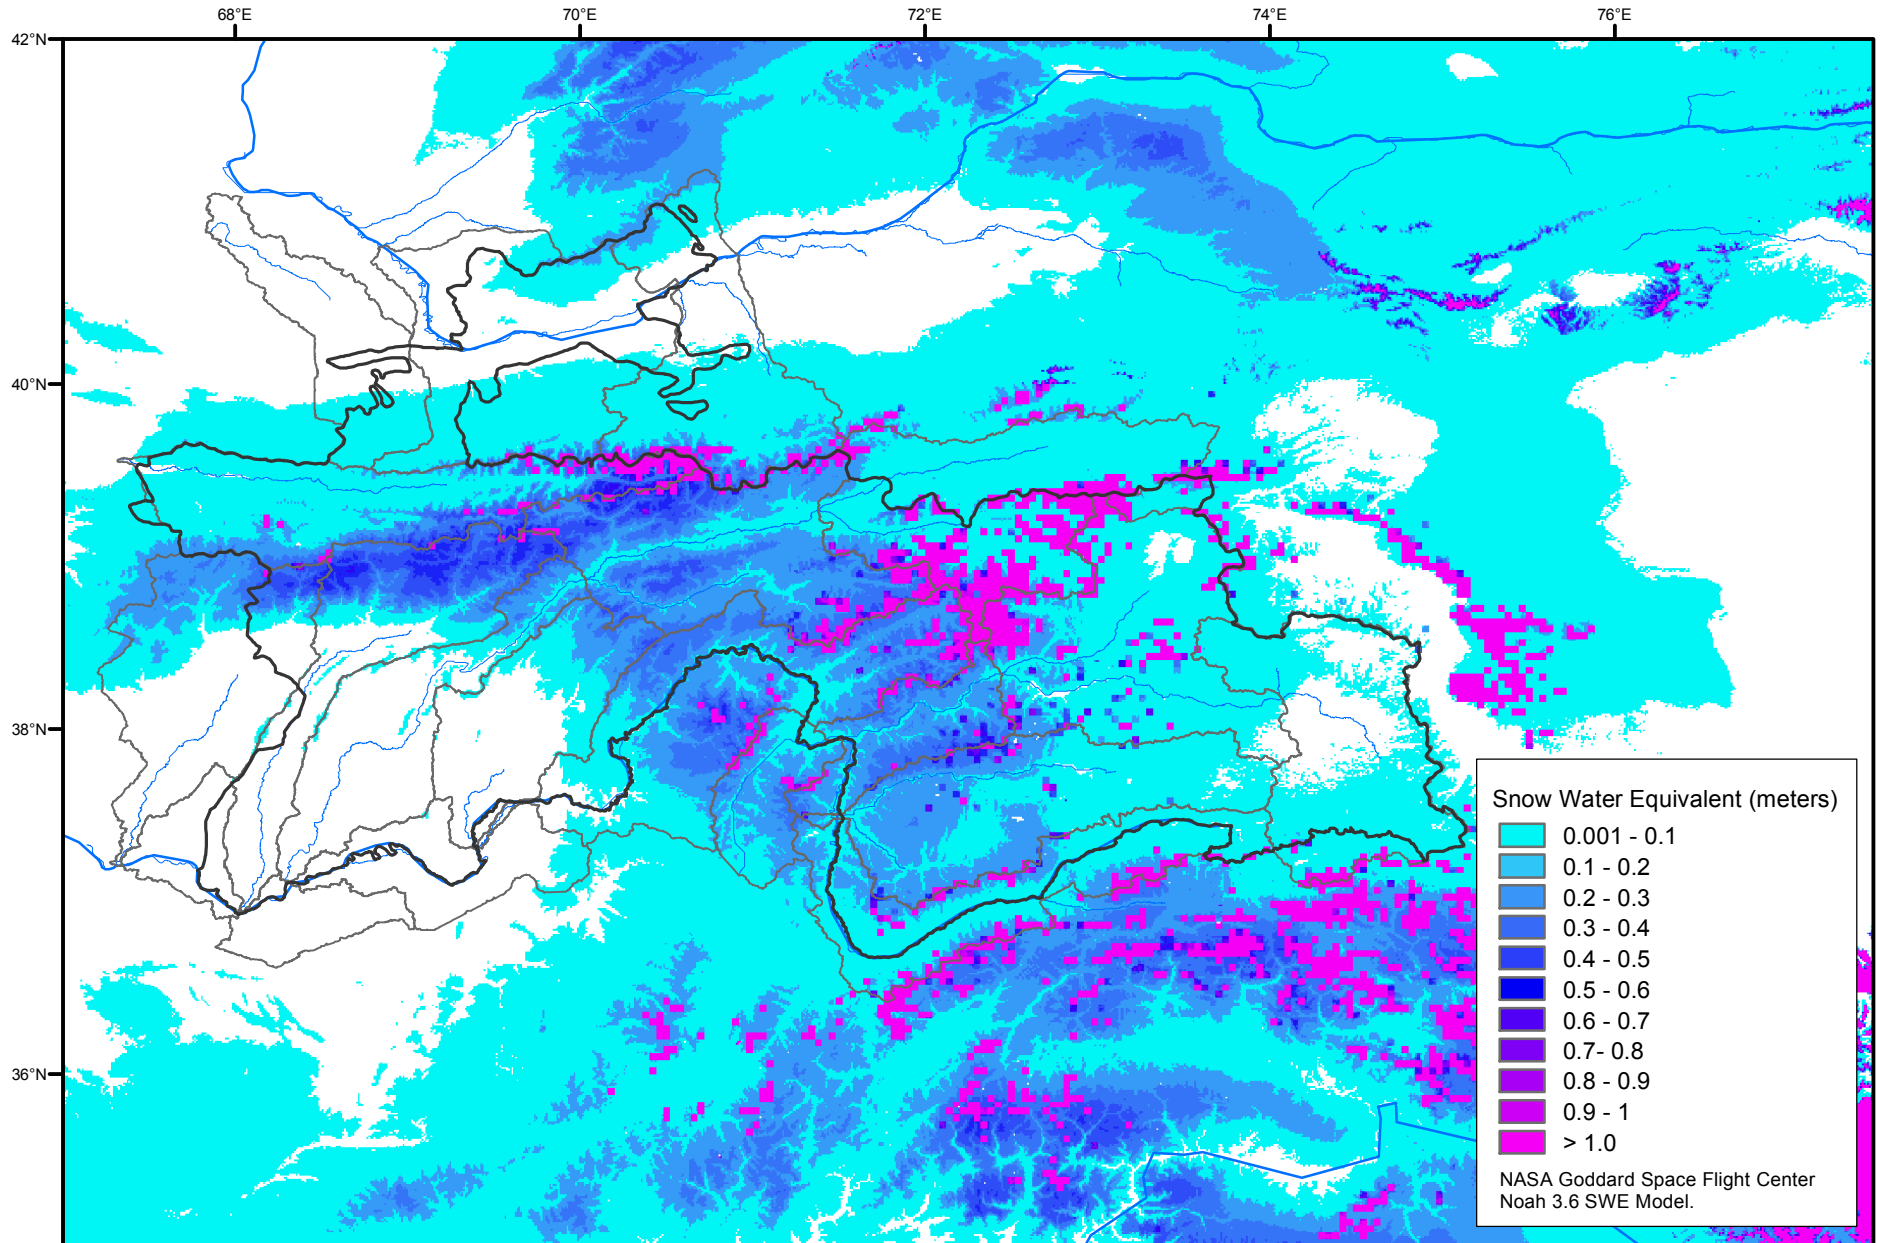 68°E
70°E
72°E
74°E
76°E
42°N
40°N
38°N
36°N
Snow Water Equivalent (meters)
0.001 - 0.1
0.1 - 0.2
0.2 - 0.3
0.3 - 0.4
0.4 - 0.5
0.5 - 0.6
0.6 - 0.7
0.7- 0.8
0.8 - 0.9
0.9 - 1
> 1.0
NASA Goddard Space Flight Center
Noah 3.6 SWE Model.